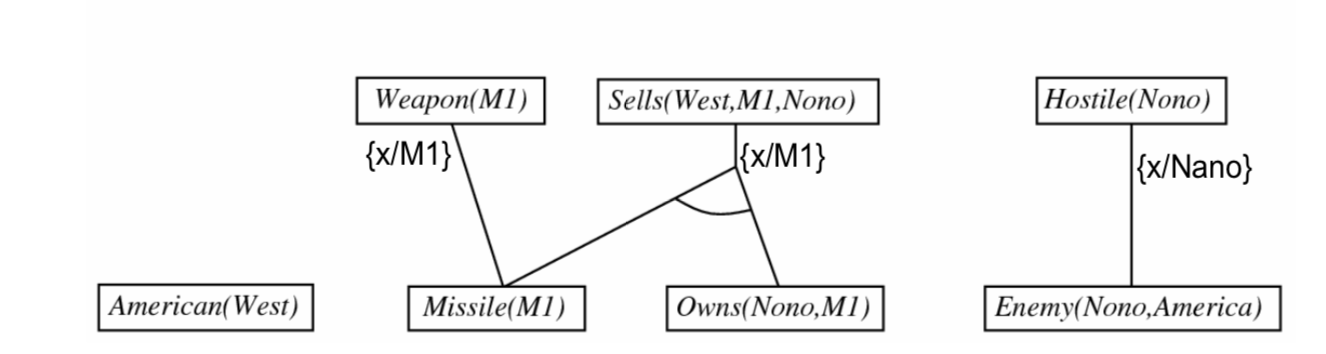 Weapon(M1) Sells(West,M1,Nono) Hostile(Nono)
{x/M1} {x/M1} {x/Nano}
American(West) Missile(M1) Owns(Nono,M1) Enemy(Nono,America)